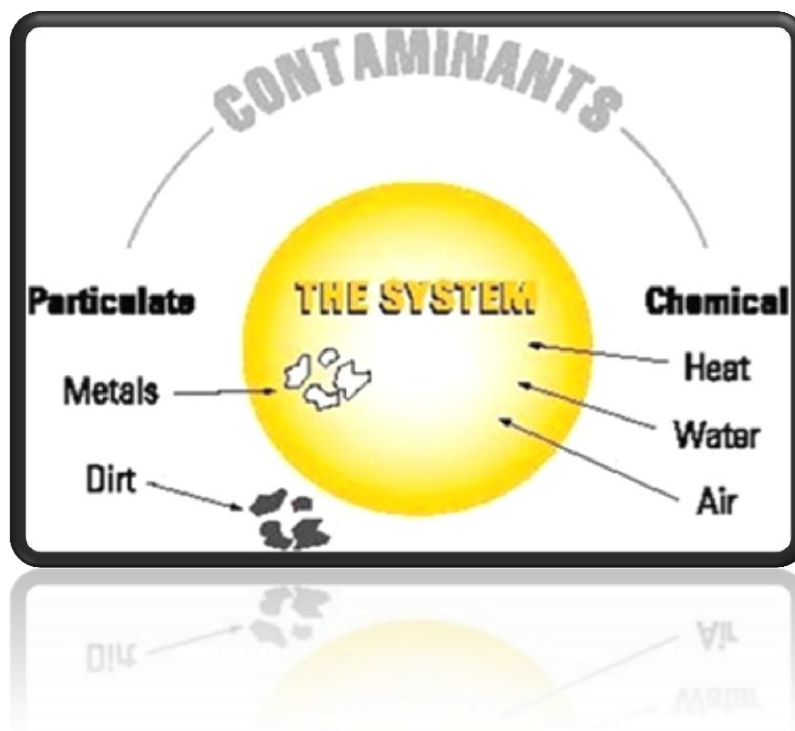 CONTAMINANTS
Particulate
THE SYSTEM
Chemical
Metals
Heat
Dirt
Water
Air